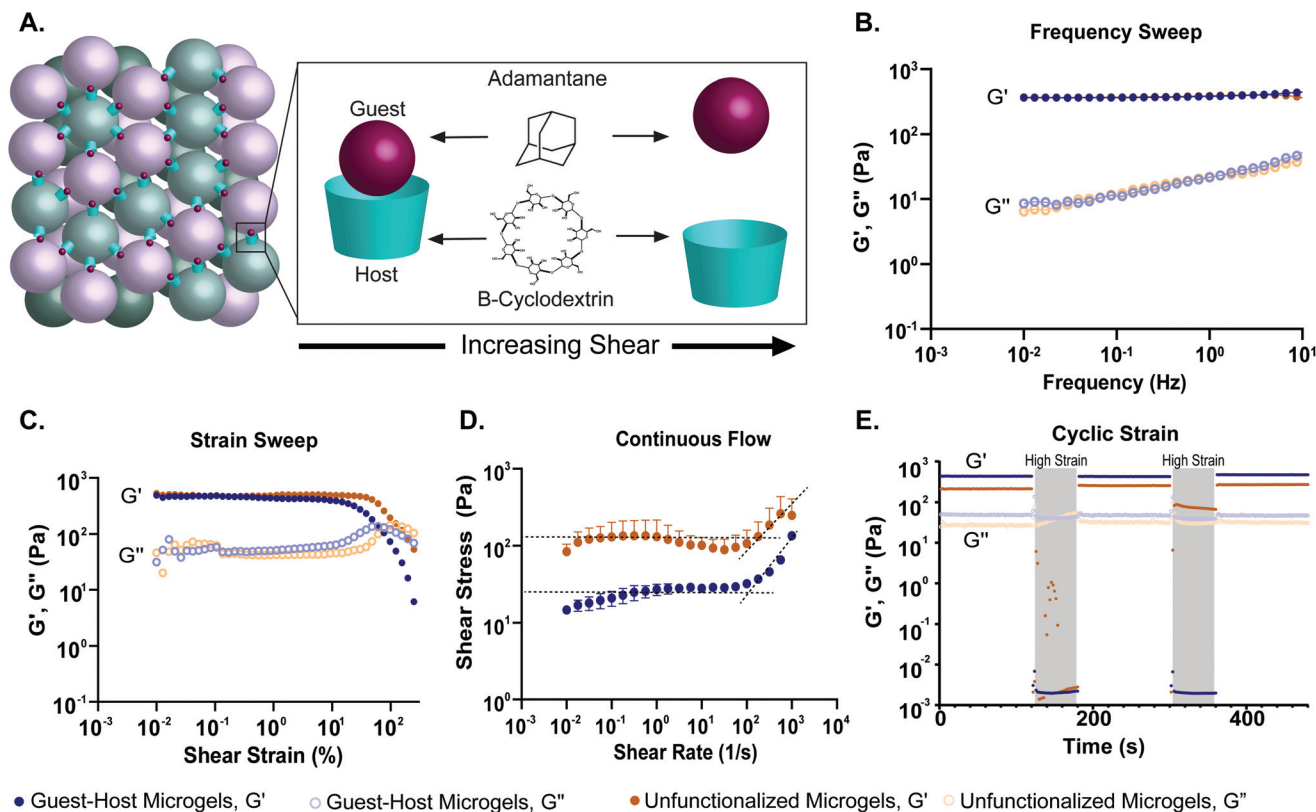 A.
Guest
Adamantane
Host
B-Cyclodextrin
Increasing Shear
B.
Frequency Sweep
G'
G"
G', G" (Pa)
10³
10²
10¹
10⁰
10⁻¹
10⁻³ 10⁻² 10⁻¹ 10⁰ 10¹
Frequency (Hz)
C.
Strain Sweep
G'
G"
G', G" (Pa)
10³
10²
10¹
10⁰
10⁻¹
10⁻³ 10⁻² 10⁻¹ 10⁰ 10¹ 10²
Shear Strain (%)
D.
Continuous Flow
Shear Stress (Pa)
10³
10²
10¹
10⁰
10⁻³ 10⁻² 10⁻¹ 10⁰ 10¹ 10² 10³ 10⁴
Shear Rate (1/s)
E.
Cyclic Strain
High Strain High Strain
G'
G"
G', G" (Pa)
10³
10²
10¹
10⁰
10⁻¹
10⁻²
10⁻³
0 200 400
Time (s)
Guest-Host Microgels, G' Guest-Host Microgels, G" Unfunctionalized Microgels, G' Unfunctionalized Microgels, G”